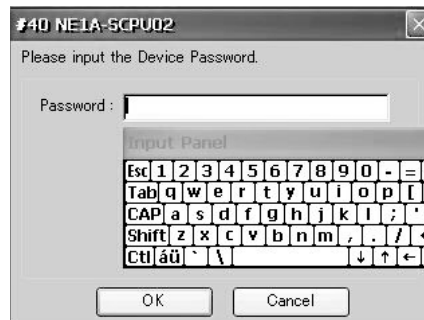 #40 NE1A-SCPU02
Please input the Device Password.
Password :
Input Panel
Esc 1 2 3 4 5 6 7 8 9 0 - =
Tab q w e r t y u i o p [
CAP a s d f g h j k l ; '
Shift z x c v b n m , . /
Ctl áü ` \ ↓ ↑ ←
OK Cancel